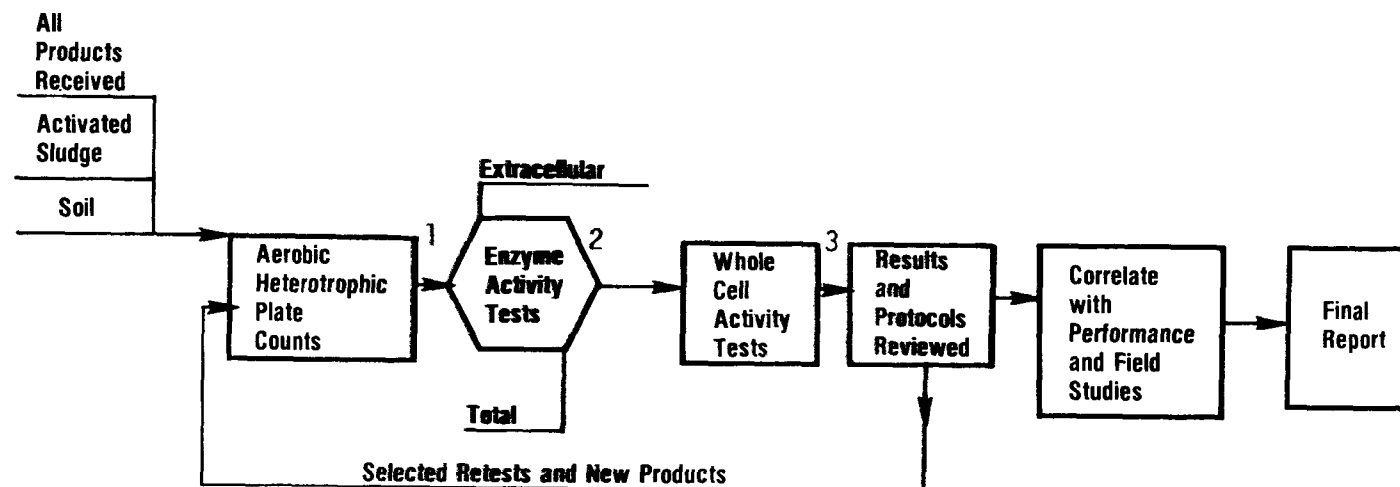 All
Products
Received
Activated
Sludge
Soil
Extracellular
1
2
3
Aerobic
Heterotrophic
Plate
Counts
Enzyme
Activity
Tests
Whole
Cell
Activity
Tests
Results
and
Protocols
Reviewed
Correlate
with
Performance
and Field
Studies
Final
Report
Total
Selected Retests and New Products